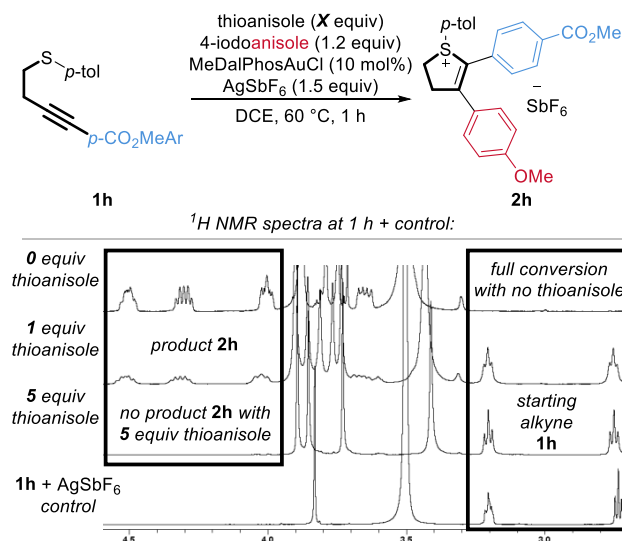 thioanisole (X equiv)
4-iodoanisole (1.2 equiv)
MeDalPhosAuCl (10 mol%)
AgSbF6 (1.5 equiv)
DCE, 60 °C, 1 h
S
p-tol
p-CO2MeAr
1h
p-tol
S
+
CO2Me
–
SbF6
OMe
2h
1H NMR spectra at 1 h + control:
0 equiv
thioanisole
full conversion
with no thioanisole
1 equiv
thioanisole
product 2h
5 equiv
thioanisole
no product 2h with
5 equiv thioanisole
starting
alkyne
1h
1h + AgSbF6
control
4.5 4.0 3.5 3.0